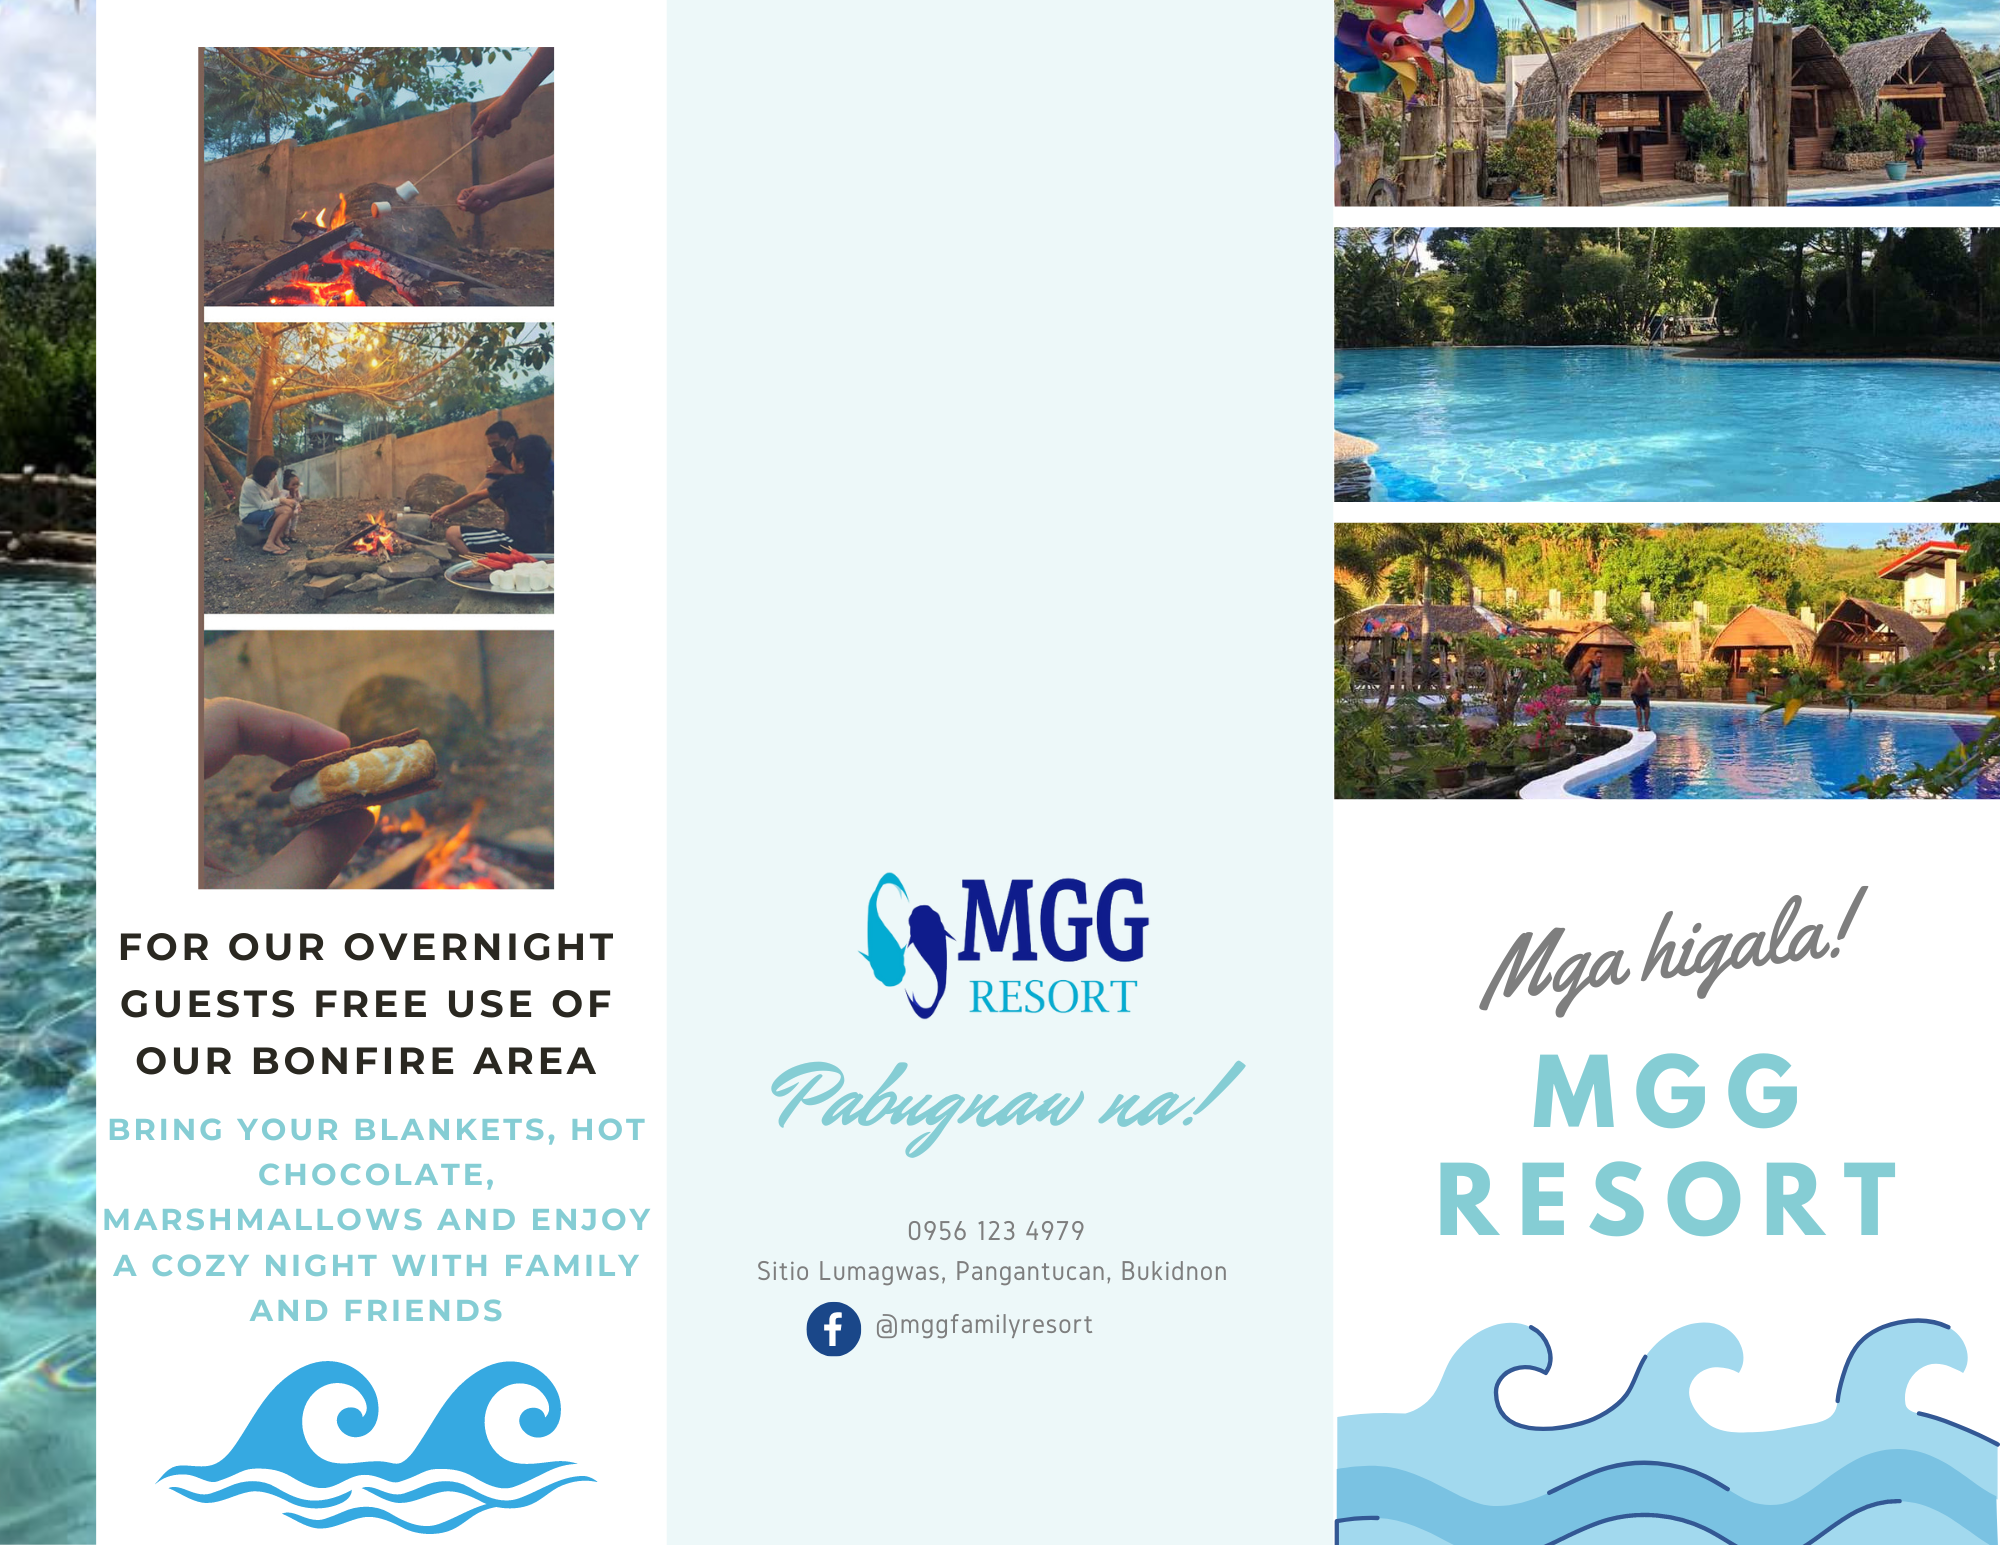 FOR OUR OVERNIGHT
GUESTS FREE USE OF
OUR BONFIRE AREA
BRING YOUR BLANKETS, HOT
CHOCOLATE,
MARSHMALLOWS AND ENJOY
A COZY NIGHT WITH FAMILY
AND FRIENDS
MGG
RESORT
Pabugnaw na!
0956 123 4979
Sitio Lumagwas, Pangantucan, Bukidnon
@mggfamilyresort
Mga higala!
MGG
RESORT